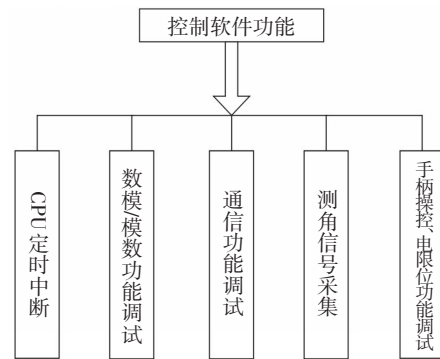 控制软件功能
CPU定时中断
数模/模数功能调试
通信功能调试
测角信号采集
手柄操控、电限位功能调试